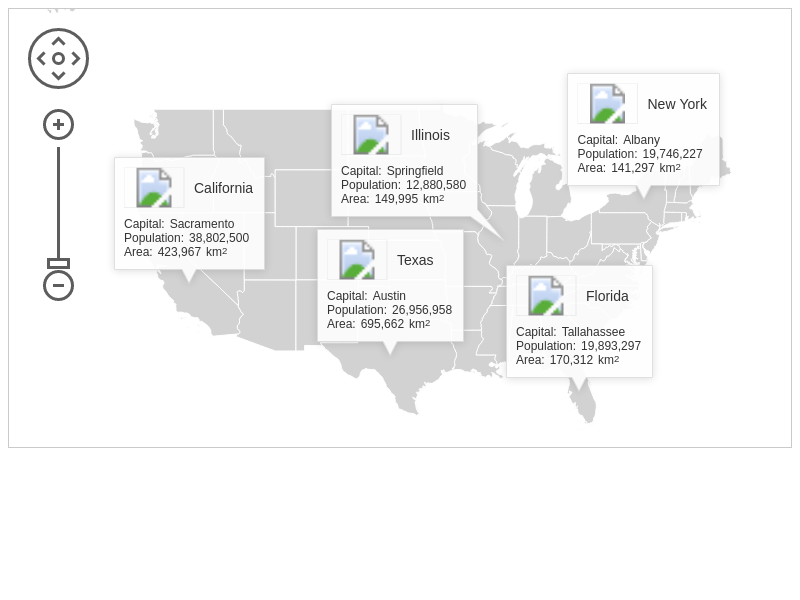 New York
Capital: Albany
Population: 19,746,227
Area: 141,297 km²
Illinois
Capital: Springfield
Population: 12,880,580
Area: 149,995 km²
California
Capital: Sacramento
Population: 38,802,500
Area: 423,967 km²
Texas
Capital: Austin
Population: 26,956,958
Area: 695,662 km²
Florida
Capital: Tallahassee
Population: 19,893,297
Area: 170,312 km²